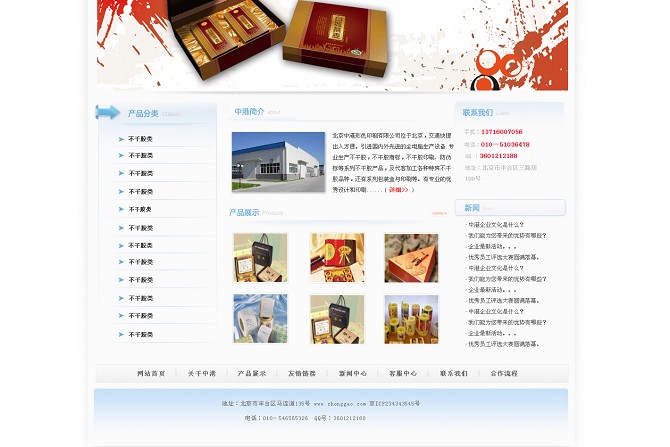 产品分类
不干胶类
不干胶类
不干胶类
不干胶类
不干胶类
不干胶类
不干胶类
不干胶类
不干胶类
不干胶类
不干胶类
不干胶类
中港简介 About
北京中港彩色印刷有限公司位于北京，交通快捷
出入方便。引进国内外先进的全电脑生产设备，专
业生产不干胶，不干胶商标，不干胶印刷，防伪
标等系列不干胶产品。及代客加工各种特殊不干
胶品种。还有系列包装盒与印刷等。有专业的优
秀设计和印刷......（ 详细>> ）
产品展示 Products
more+
联系我们
手机：13716007056
电话：010—51036478
QQ：3601212188
地址：北京市丰台区三路居
100号
新闻
· 中港企业文化是什么？
· 我们能为您带来的优势有哪些？
· 企业最新活动。。。
· 优秀员工评选大赛圆满落幕。
· 中港企业文化是什么？
· 我们能为您带来的优势有哪些？
· 企业最新活动。。。
· 优秀员工评选大赛圆满落幕。
· 中港企业文化是什么？
· 我们能为您带来的优势有哪些？
· 企业最新活动。。。
· 优秀员工评选大赛圆满落幕。
网站首页 关于中港 产品展示 友情链接 新闻中心 客服中心 联系我们 合作流程
地址：北京市丰台区马连道135号 www.zhongguo.com 京ICP234343545号
电话：010—546565326 QQ号：3601212160